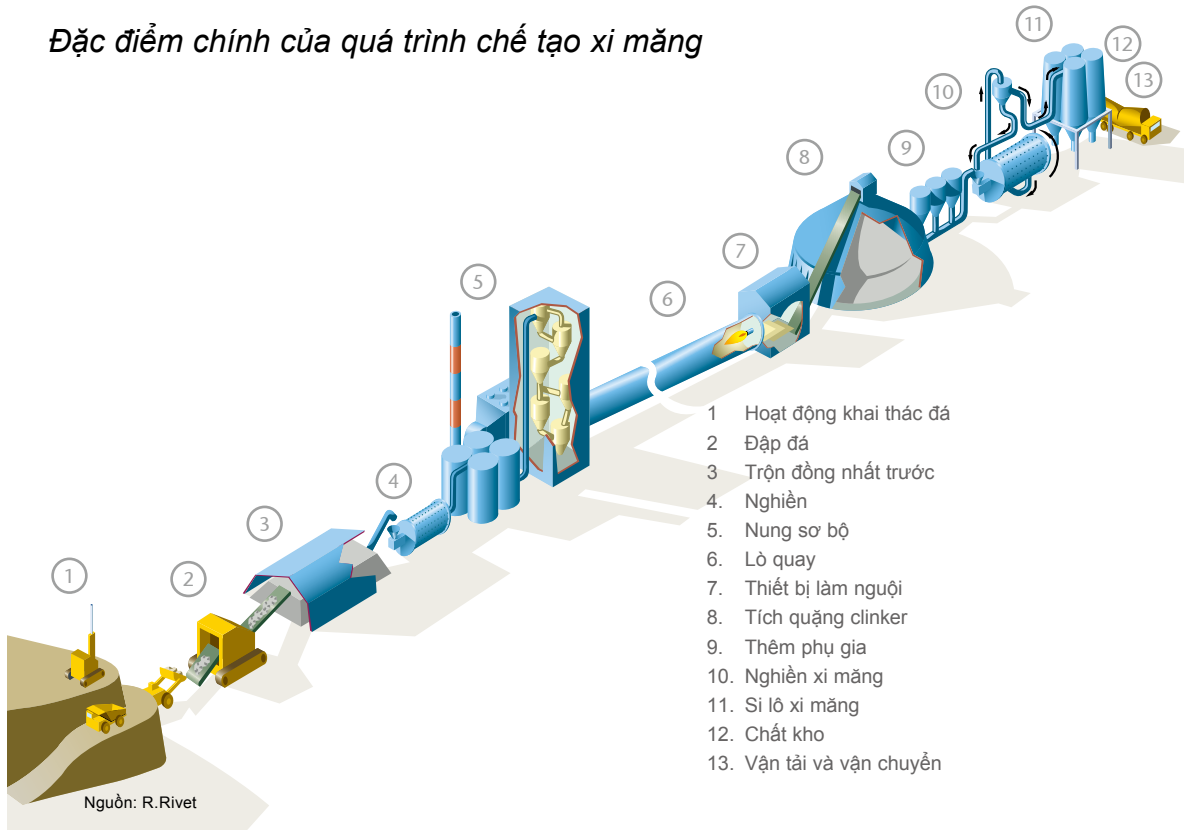 Đặc điểm chính của quá trình chế tạo xi măng
11
12
13
10
9
8
7
6
5
4
3
2
1
1 Hoạt động khai thác đá
2 Đập đá
3 Trộn đồng nhất trước
4. Nghiền
5. Nung sơ bộ
6. Lò quay
7. Thiết bị làm nguội
8. Tích quặng clinker
9. Thêm phụ gia
10. Nghiền xi măng
11. Si lô xi măng
12. Chất kho
13. Vận tải và vận chuyển
Nguồn: R.Rivet